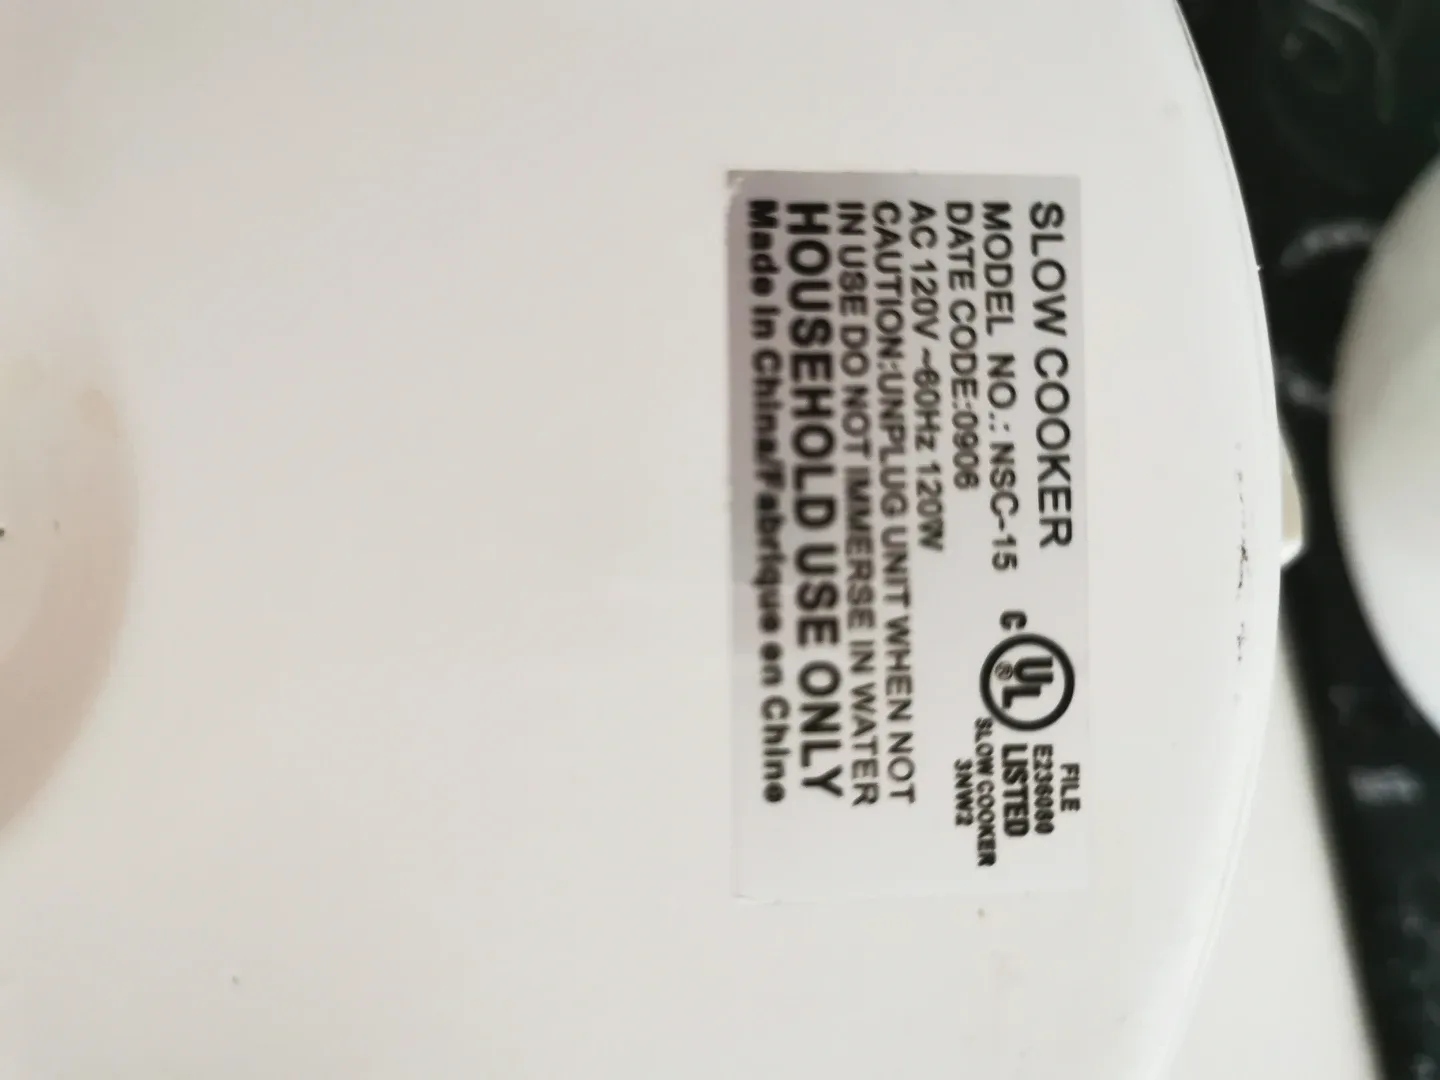 SLOW COOKER
MODEL NO.: NSC-15
DATE CODE:0906
AC 120V ~60Hz 120W
CAUTION:UNPLUG UNIT WHEN NOT
IN USE DO NOT IMMERSE IN WATER
HOUSEHOLD USE ONLY
Made In China/Fabrique en Chine
C UL ®
FILE
E236080
LISTED
SLOW COOKER
3NW2